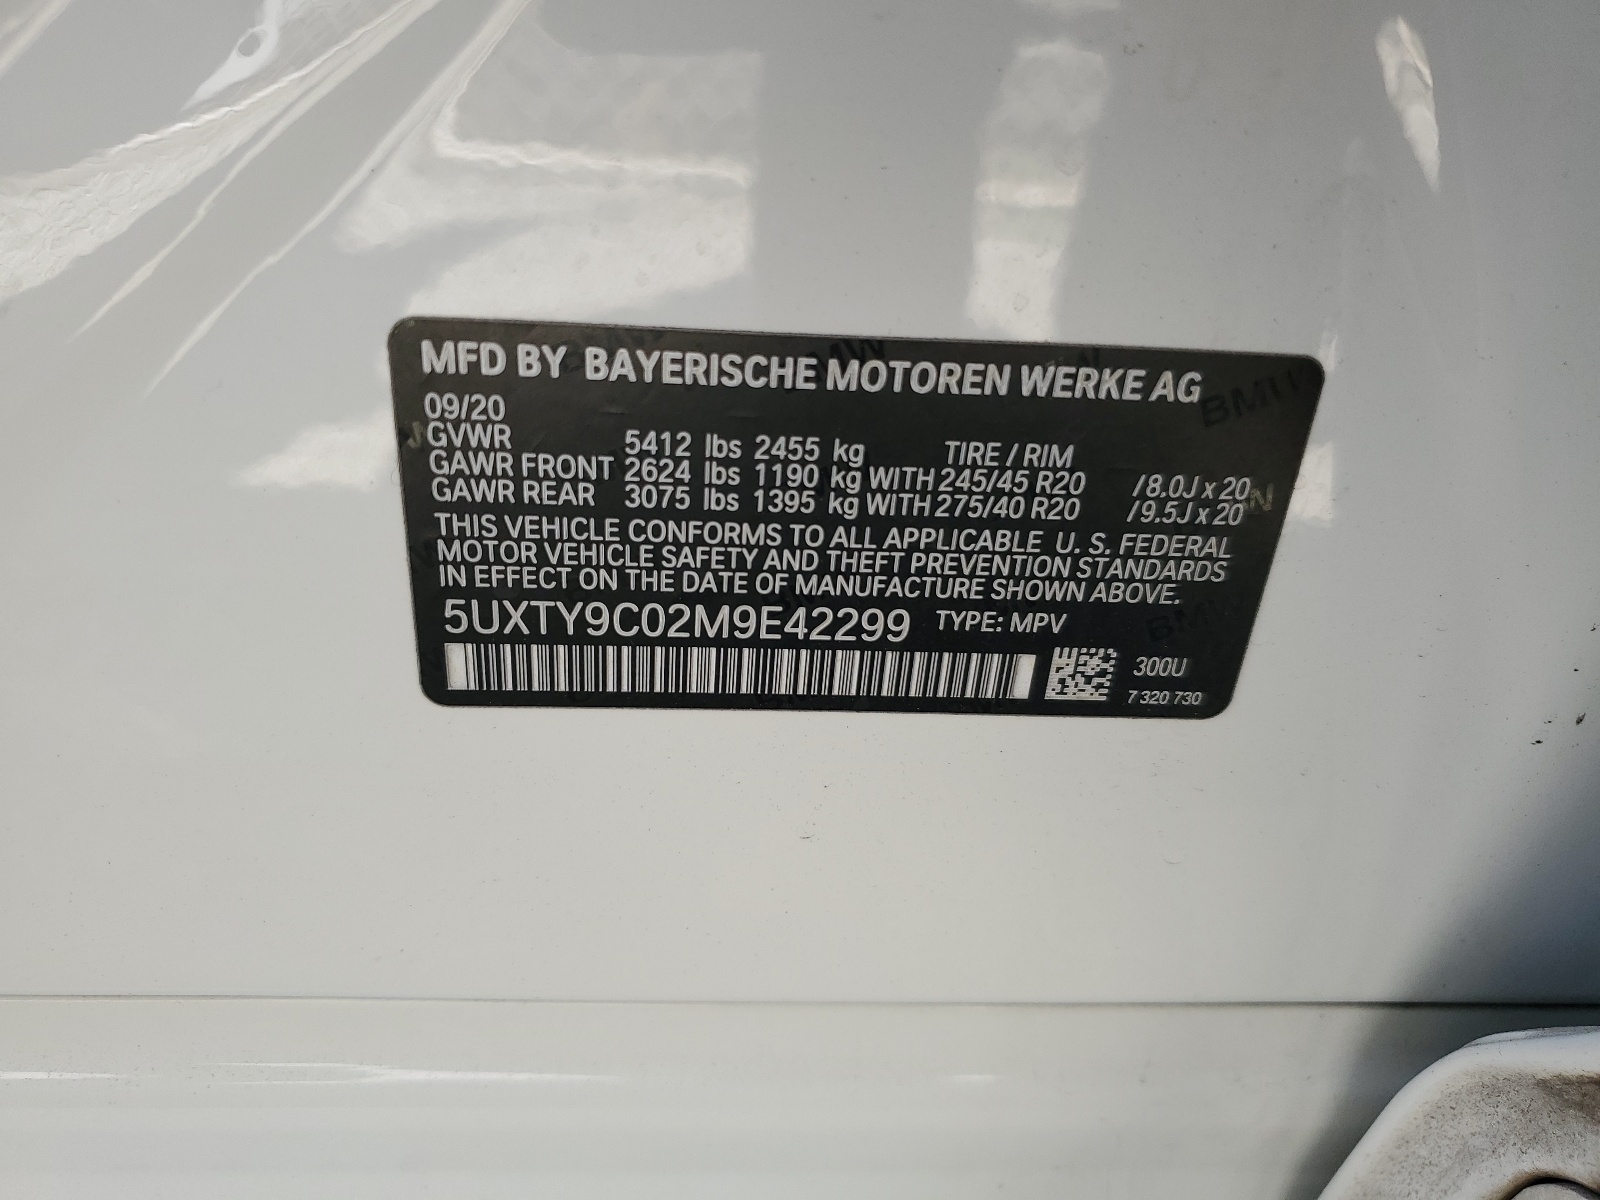 MFD BY BAYERISCHE MOTOREN WERKE AG
09/20
GVWR 5412 lbs 2455 kg TIRE / RIM
GAWR FRONT 2624 lbs 1190 kg WITH 245/45 R20 /8.0J x 20
GAWR REAR 3075 lbs 1395 kg WITH 275/40 R20 /9.5J x 20
THIS VEHICLE CONFORMS TO ALL APPLICABLE U. S. FEDERAL
MOTOR VEHICLE SAFETY AND THEFT PREVENTION STANDARDS
IN EFFECT ON THE DATE OF MANUFACTURE SHOWN ABOVE.
5UXTY9C02M9E42299 TYPE: MPV
300U
7 320 730